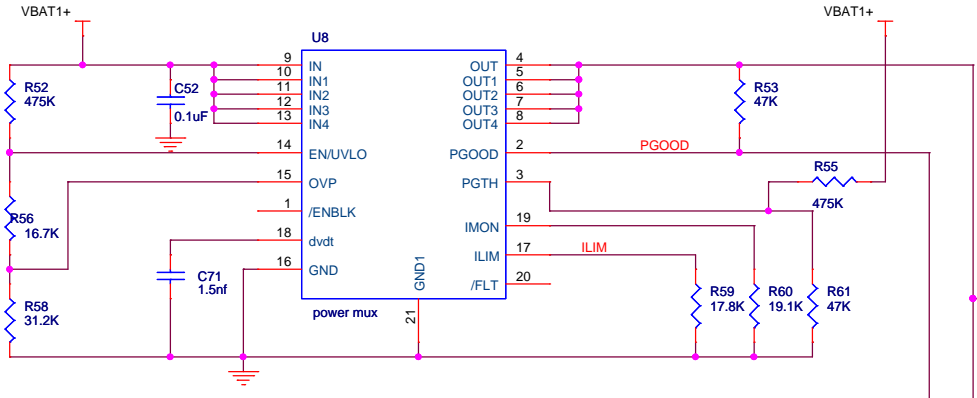 VBAT1+
VBAT1+
U8
9
IN
10
IN1
11
IN2
12
IN3
13
IN4
14
EN/UVLO
15
OVP
1
/ENBLK
18
dvdt
16
GND
GND1
21
power mux
OUT
4
OUT1
5
OUT2
6
OUT3
7
OUT4
8
PGOOD
2
PGTH
3
IMON
19
ILIM
17
/FLT
20
R52
475K
C52
0.1uF
R56
16.7K
R58
31.2K
C71
1.5nf
PGOOD
ILIM
R53
47K
R55
475K
R59
17.8K
R60
19.1K
R61
47K